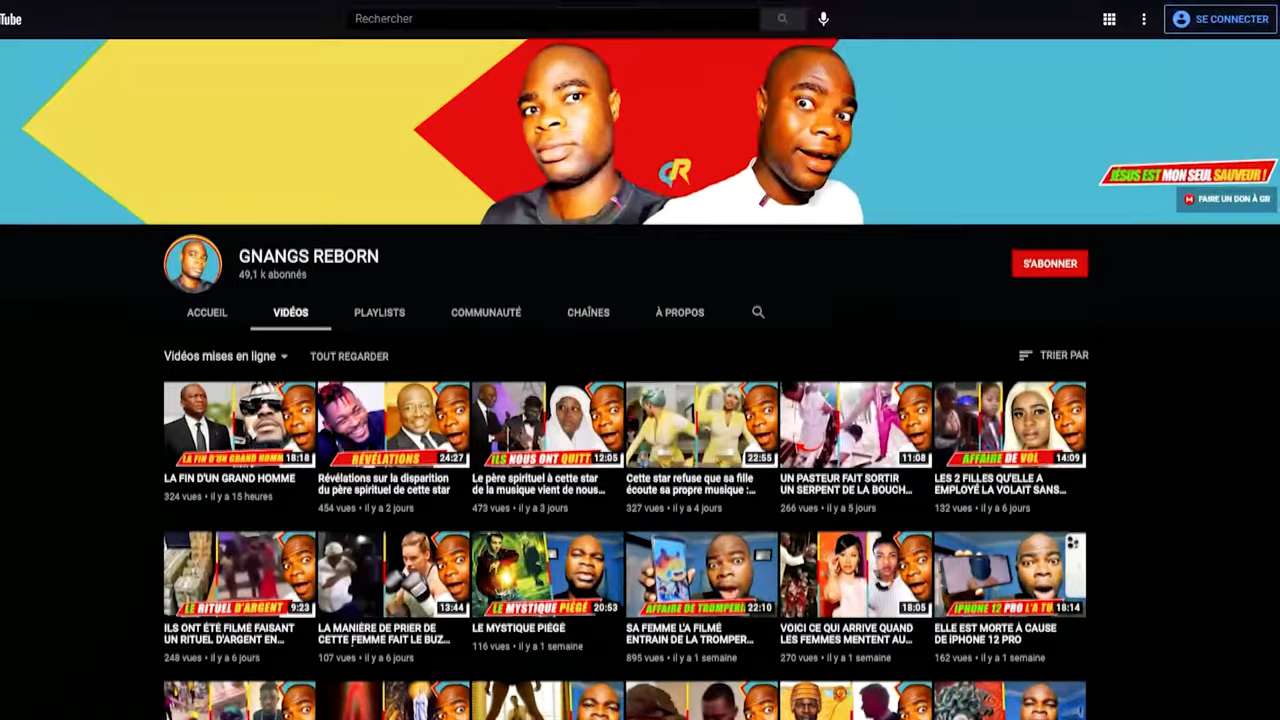 Tube
Rechercher
SE CONNECTER
GR
JÉSUS EST MON SEUL SAUVEUR !
FAIRE UN DON À GR
GNANGS REBORN
49,1 k abonnés
S'ABONNER
ACCUEIL
VIDÉOS
PLAYLISTS
COMMUNAUTÉ
CHAÎNES
À PROPOS
Vidéos mises en ligne
TOUT REGARDER
TRIER PAR
LA FIN D'UN GRAND HOMM
18:18
RÉVÉLATIONS
24:27
ILS NOUS ONT QUITT
12:05
22:55
11:08
AFFAIRE DE VOL
14:09
LA FIN D'UN GRAND HOMME
324 vues • il y a 15 heures
Révélations sur la disparition
du père spirituel de cette star
454 vues • il y a 2 jours
Le père spirituel à cette star
de la musique vient de nous...
473 vues • il y a 3 jours
Cette star refuse que sa fille
écoute sa propre musique :...
327 vues • il y a 4 jours
UN PASTEUR FAIT SORTIR
UN SERPENT DE LA BOUCH...
266 vues • il y a 5 jours
LES 2 FILLES QU'ELLE A
EMPLOYÉ LA VOLAIT SANS...
132 vues • il y a 6 jours
LE RITUEL D'ARGENT
9:23
13:44
LE MYSTIQUE PIÉGÉ
20:53
AFFAIRE DE TROMPERI
22:10
18:05
IPHONE 12 PRO L'A TU
18:14
ILS ONT ÉTÉ FILMÉ FAISANT
UN RITUEL D'ARGENT EN...
248 vues • il y a 6 jours
LA MANIÈRE DE PRIER DE
CETTE FEMME FAIT LE BUZ...
107 vues • il y a 6 jours
LE MYSTIQUE PIÉGÉ
116 vues • il y a 1 semaine
SA FEMME L'A FILMÉ
ENTRAIN DE LA TROMPER...
895 vues • il y a 1 semaine
VOICI CE QUI ARRIVE QUAND
LES FEMMES MENTENT AU...
270 vues • il y a 1 semaine
ELLE EST MORTE À CAUSE
DE iPHONE 12 PRO
162 vues • il y a 1 semaine